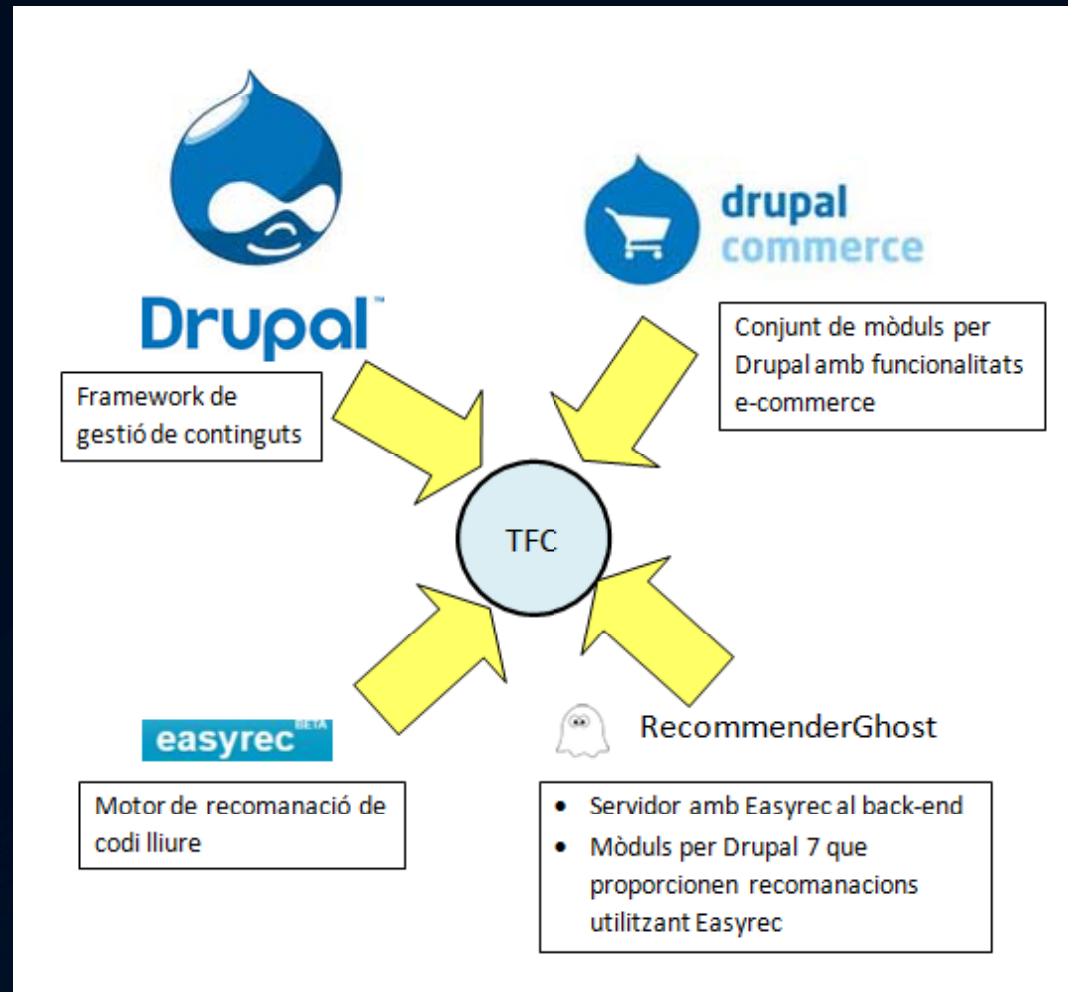 Drupal™
drupal
commerce
Framework de
gestió de continguts
Conjunt de mòduls per
Drupal amb funcionalitats
e-commerce
TFC
easyrec BETA
Motor de recomanació de
codi lliure
RecommenderGhost
• Servidor amb Easyrec al back-end
• Mòduls per Drupal 7 que
proporcionen recomanacions
utilitzant Easyrec